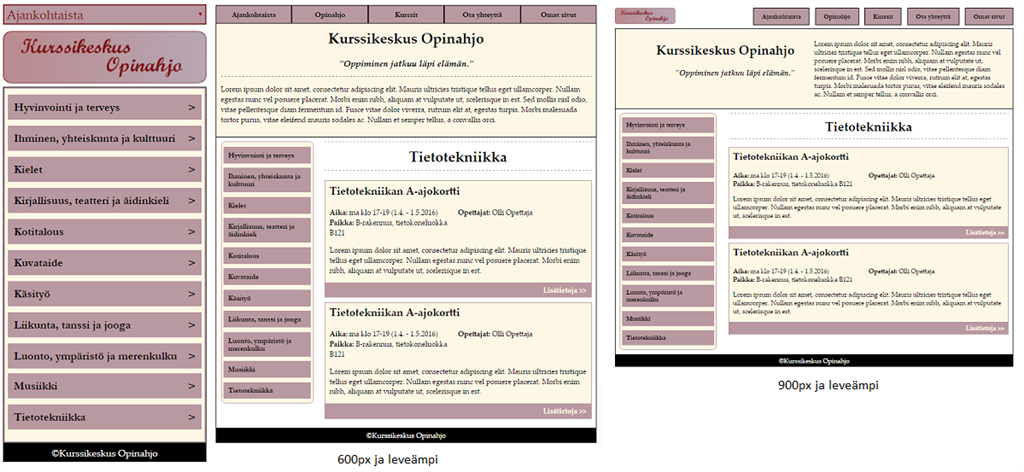 Ajankohtaista
Kurssikeskus
Opinahjo
Hyvinvointi ja terveys >
Ihminen, yhteiskunta ja kulttuuri >
Kielet >
Kirjallisuus, teatteri ja äidinkieli >
Kotitalous >
Kuvataide >
Käsityö >
Liikunta, tanssi ja jooga >
Luonto, ympäristö ja merenkulku >
Musiikki >
Tietotekniikka >
©Kurssikeskus Opinahjo
Ajankohtaista Opinahjo Kurssit Ota yhteyttä Omat sivut
Kurssikeskus Opinahjo
"Oppiminen jatkuu läpi elämän."
Lorem ipsum dolor sit amet, consectetur adipiscing elit. Mauris ultricies tristique tellus eget ullamcorper. Nullam
egestas nunc vel posuere placerat. Morbi enim nibh, aliquam at vulputate ut, scelerisque in est. Sed mollis nisl odio,
vitae pellentesque diam fermentum id. Fusce vitae dolor viverra, rutrum elit at, egestas turpis. Morbi malesuada
tortor purus, vitae eleifend mauris sodales ac. Nullam et semper tellus, a convallis orci.
Hyvinvointi ja terveys
Ihminen, yhteiskunta ja
kulttuuri
Kielet
Kirjallisuus, teatteri ja
äidinkieli
Kotitalous
Kuvataide
Käsityö
Liikunta, tanssi ja jooga
Luonto, ympäristö ja
merenkulku
Musiikki
Tietotekniikka
Tietotekniikka
Tietotekniikan A-ajokortti
Aika: ma klo 17-19 (1.4. - 1.5.2016) Opettajat: Olli Opettaja
Paikka: B-rakennus, tietokoneluokka
B121
Lorem ipsum dolor sit amet, consectetur adipiscing elit. Mauris ultricies tristique
tellus eget ullamcorper. Nullam egestas nunc vel posuere placerat. Morbi enim
nibh, aliquam at vulputate ut, scelerisque in est.
Lisätietoja >>
Tietotekniikan A-ajokortti
Aika: ma klo 17-19 (1.4. - 1.5.2016) Opettajat: Olli Opettaja
Paikka: B-rakennus, tietokoneluokka
B121
Lorem ipsum dolor sit amet, consectetur adipiscing elit. Mauris ultricies tristique
tellus eget ullamcorper. Nullam egestas nunc vel posuere placerat. Morbi enim
nibh, aliquam at vulputate ut, scelerisque in est.
Lisätietoja >>
©Kurssikeskus Opinahjo
600px ja leveämpi
Kurssikeskus
Opinahjo
Ajankohtaista Opinahjo Kurssit Ota yhteyttä Omat sivut
Kurssikeskus Opinahjo
"Oppiminen jatkuu läpi elämän."
Lorem ipsum dolor sit amet, consectetur adipiscing elit. Mauris
ultricies tristique tellus eget ullamcorper. Nullam egestas nunc vel
posuere placerat. Morbi enim nibh, aliquam at vulputate ut,
scelerisque in est. Sed mollis nisl odio, vitae pellentesque diam
fermentum id. Fusce vitae dolor viverra, rutrum elit at, egestas
turpis. Morbi malesuada tortor purus, vitae eleifend mauris sodales
ac. Nullam et semper tellus, a convallis orci.
Hyvinvointi ja terveys
Ihminen, yhteiskunta ja
kulttuuri
Kielet
Kirjallisuus, teatteri ja
äidinkieli
Kotitalous
Kuvataide
Käsityö
Liikunta, tanssi ja jooga
Luonto, ympäristö ja
merenkulku
Musiikki
Tietotekniikka
Tietotekniikka
Tietotekniikan A-ajokortti
Aika: ma klo 17-19 (1.4. - 1.5.2016) Opettajat: Olli Opettaja
Paikka: B-rakennus, tietokoneluokka B121
Lorem ipsum dolor sit amet, consectetur adipiscing elit. Mauris ultricies tristique tellus eget
ullamcorper. Nullam egestas nunc vel posuere placerat. Morbi enim nibh, aliquam at vulputate
ut, scelerisque in est.
Lisätietoja >>
Tietotekniikan A-ajokortti
Aika: ma klo 17-19 (1.4. - 1.5.2016) Opettajat: Olli Opettaja
Paikka: B-rakennus, tietokoneluokka B121
Lorem ipsum dolor sit amet, consectetur adipiscing elit. Mauris ultricies tristique tellus eget
ullamcorper. Nullam egestas nunc vel posuere placerat. Morbi enim nibh, aliquam at vulputate
ut, scelerisque in est.
Lisätietoja >>
©Kurssikeskus Opinahjo
900px ja leveämpi